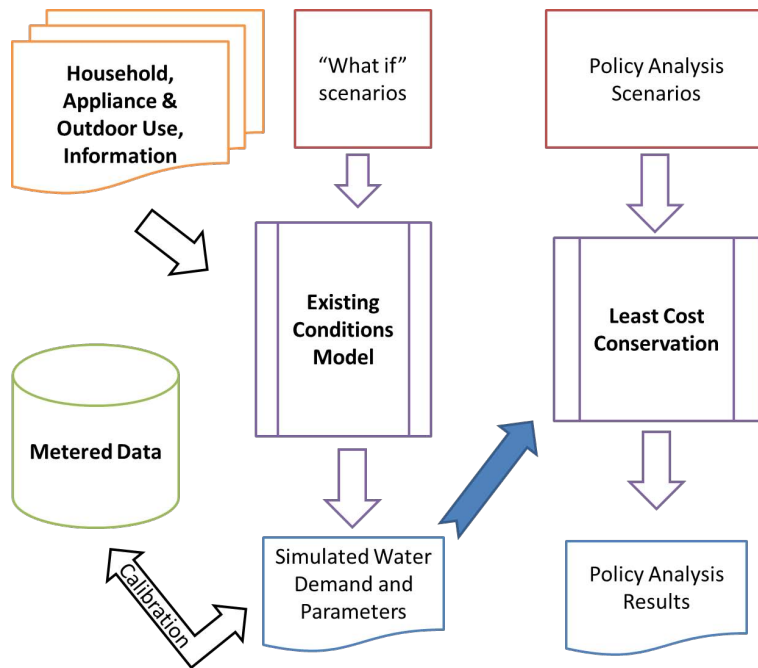 Household,
Appliance &
Outdoor Use,
Information
“What if”
scenarios
Policy Analysis
Scenarios
Existing
Conditions
Model
Least Cost
Conservation
Metered Data
Calibration
Simulated Water
Demand and
Parameters
Policy Analysis
Results